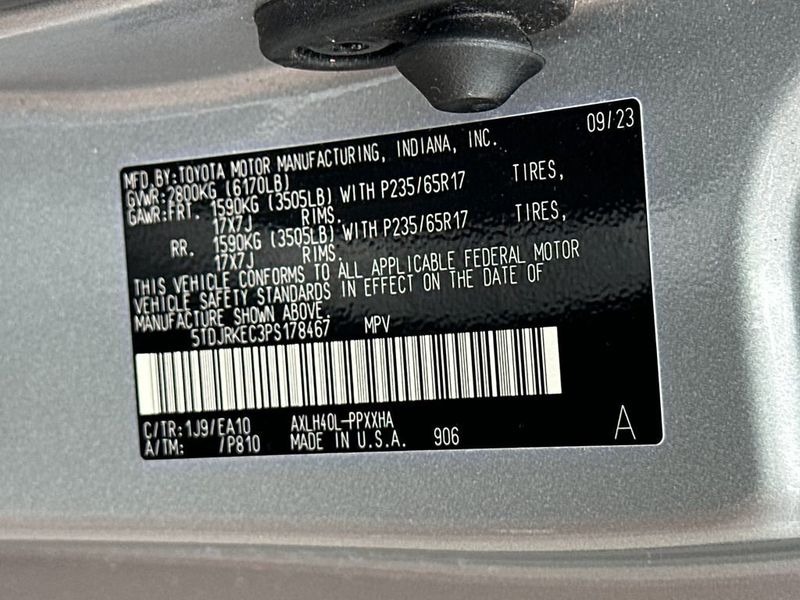 09/23
MFD.BY:TOYOTA MOTOR MANUFACTURING, INDIANA, INC.
GVWR:2800KG (6170LB)
GAWR:FRT. 1590KG (3505LB) WITH P235/65R17 TIRES,
17X7J RIMS.
RR. 1590KG (3505LB) WITH P235/65R17 TIRES,
17X7J RIMS.
THIS VEHICLE CONFORMS TO ALL APPLICABLE FEDERAL MOTOR
VEHICLE SAFETY STANDARDS IN EFFECT ON THE DATE OF
MANUFACTURE SHOWN ABOVE.
5TDJRKEC3PS178467 MPV
C/TR:1J9/EA10 AXLH40L-PPXXHA
A/TM: /P810 MADE IN U.S.A. 906 A